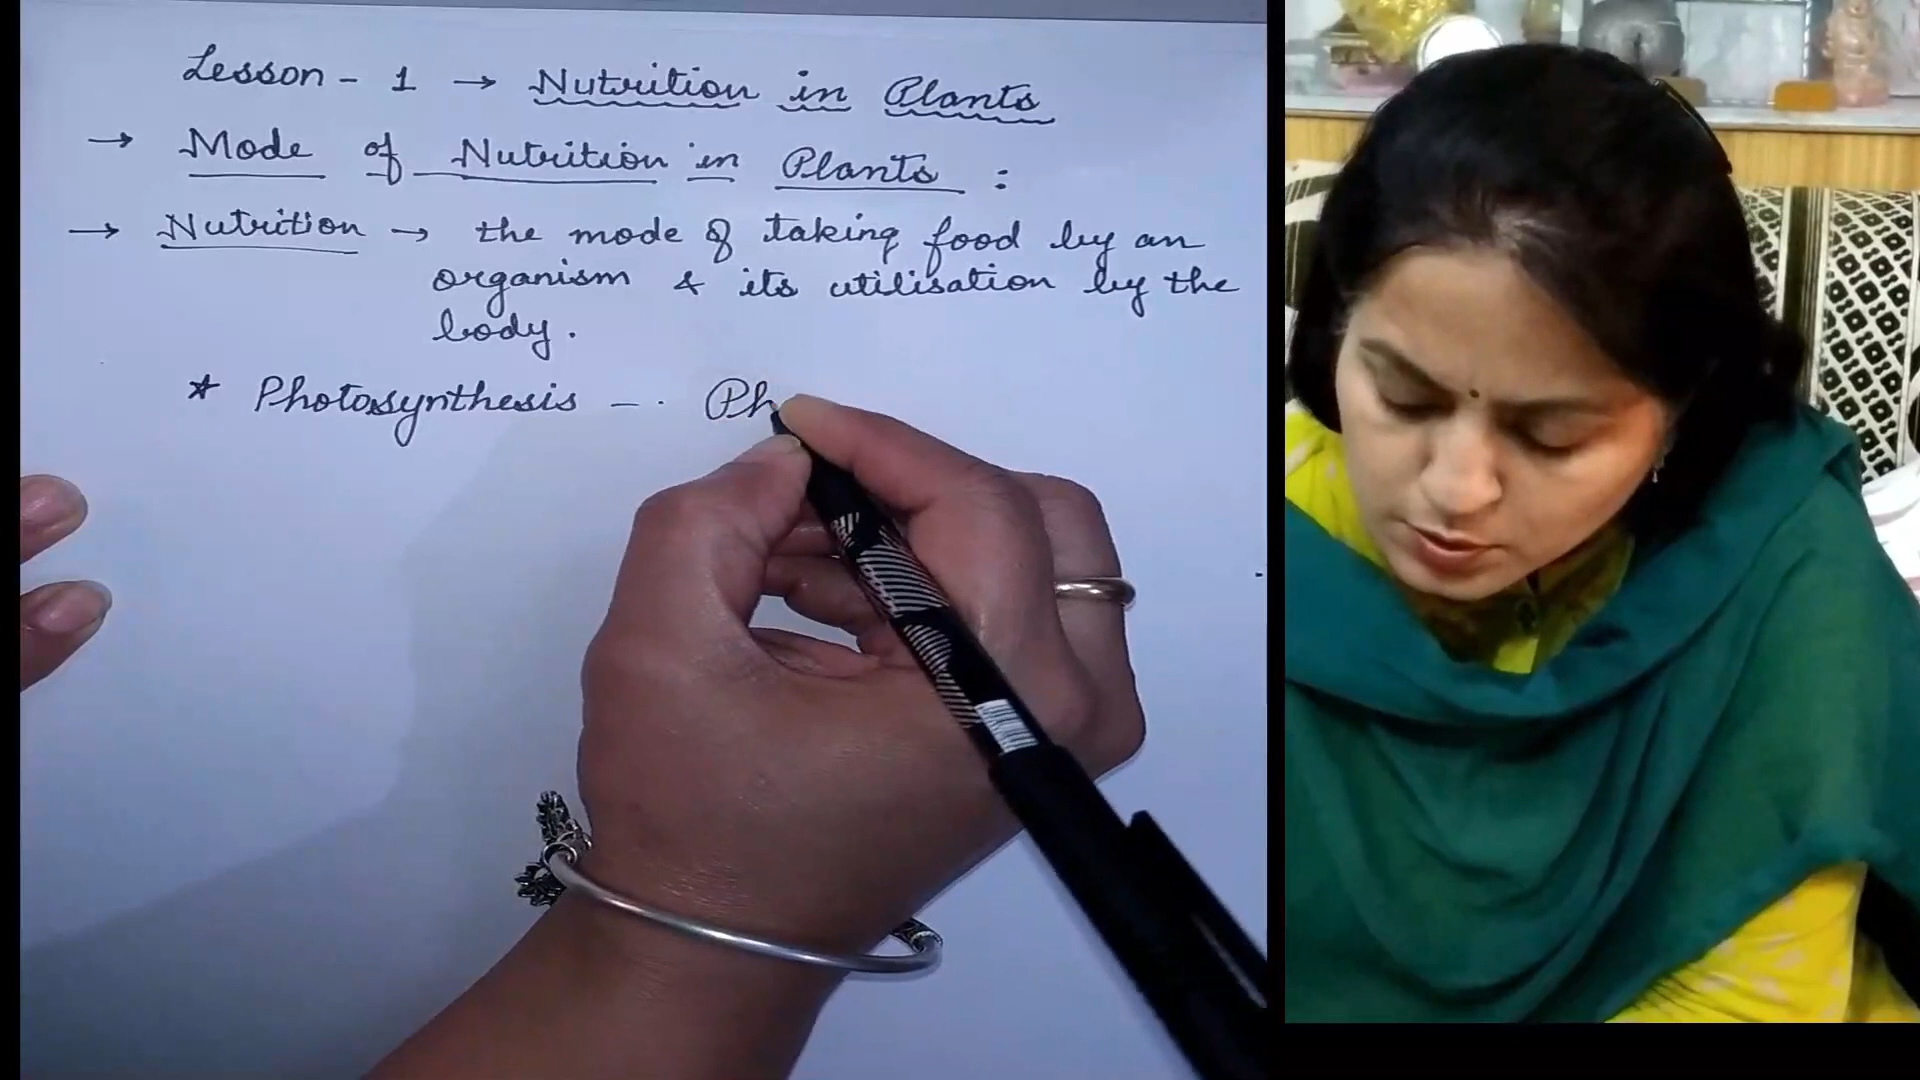 Lesson - 1 → Nutrition in Plants
→ Mode of Nutrition in Plants :
→ Nutrition → the mode of taking food by an
organism & its utilisation by the
body.
* Photosynthesis - . Ph